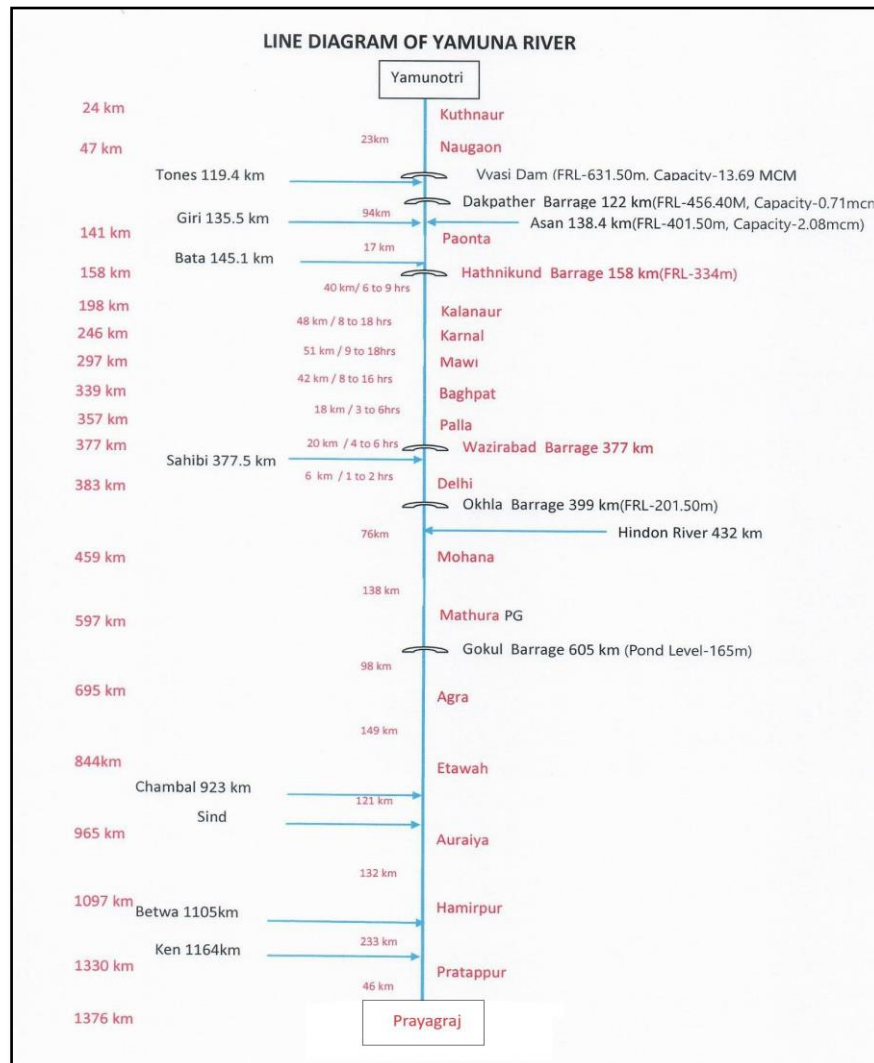 LINE DIAGRAM OF YAMUNA RIVER
Yamunotri
24 km
Kuthnaur
23km
47 km
Naugaon
Tones 119.4 km
Vyasi Dam (FRL-631.50m, Capacity-13.69 MCM
Dakpather Barrage 122 km(FRL-456.40M, Capacity-0.71mcm
Giri 135.5 km
94km
Asan 138.4 km(FRL-401.50m, Capacity-2.08mcm)
141 km
Paonta
17 km
Bata 145.1 km
158 km
Hathnikund Barrage 158 km(FRL-334m)
40 km/ 6 to 9 hrs
198 km
Kalanaur
48 km / 8 to 18 hrs
246 km
Karnal
51 km / 9 to 18hrs
297 km
Mawi
42 km / 8 to 16 hrs
339 km
Baghpat
18 km / 3 to 6hrs
357 km
Palla
377 km
20 km / 4 to 6 hrs
Wazirabad Barrage 377 km
Sahibi 377.5 km
6 km / 1 to 2 hrs
383 km
Delhi
Okhla Barrage 399 km(FRL-201.50m)
76km
Hindon River 432 km
459 km
Mohana
138 km
597 km
Mathura PG
Gokul Barrage 605 km (Pond Level-165m)
98 km
695 km
Agra
149 km
844km
Etawah
Chambal 923 km
121 km
Sind
965 km
Auraiya
132 km
1097 km
Hamirpur
Betwa 1105km
233 km
Ken 1164km
1330 km
Pratappur
46 km
1376 km
Prayagraj